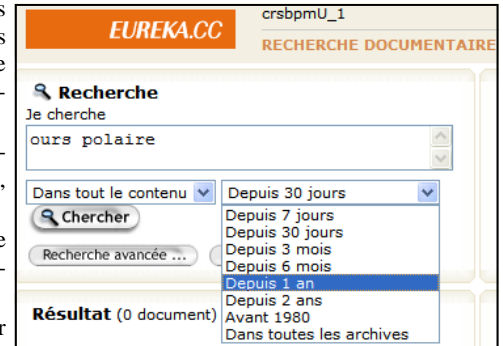 crsbpmU_1
EUREKA.CC
RECHERCHE DOCUMENTAIRE
Recherche
Je cherche
ours polaire
Dans tout le contenu Depuis 30 jours
Chercher
Depuis 7 jours
Depuis 30 jours
Recherche avancée ...
Depuis 3 mois
Depuis 6 mois
Depuis 1 an
Depuis 2 ans
Résultat (0 document)
Avant 1980
Dans toutes les archives